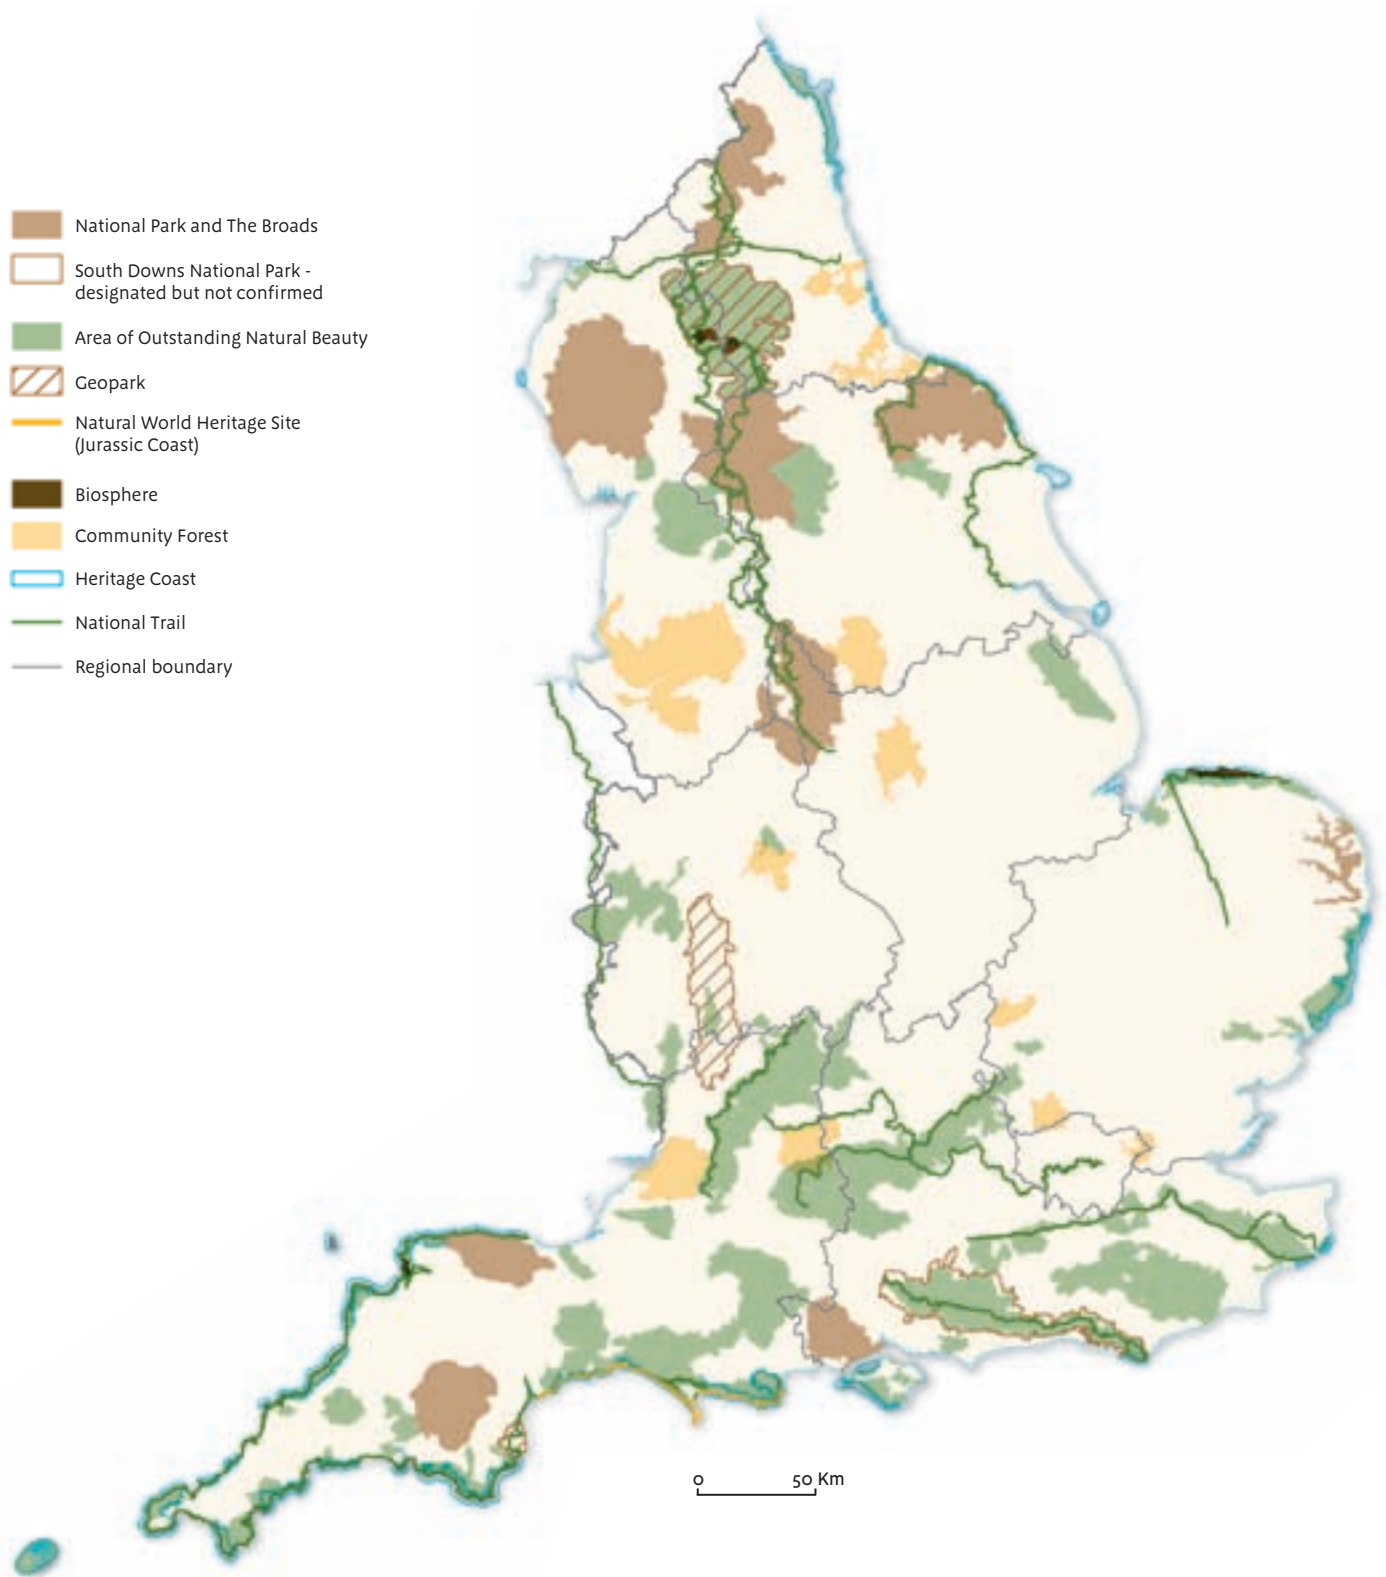 National Park and The Broads
South Downs National Park -
designated but not confirmed
Area of Outstanding Natural Beauty
Geopark
Natural World Heritage Site
(Jurassic Coast)
Biosphere
Community Forest
Heritage Coast
National Trail
Regional boundary
0 50 Km